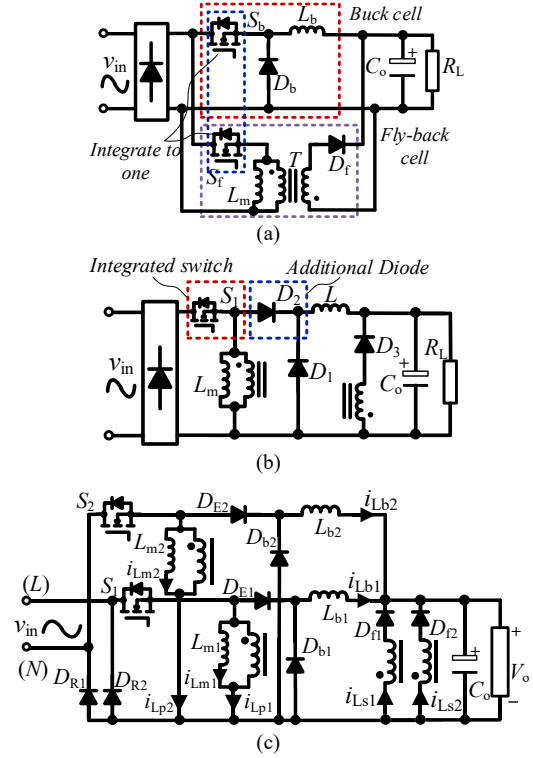 S_b L_b Buck cell
v_in
D_b C_o + R_L
Integrate to one
Fly-back cell
S_f L_m T D_f
(a)
Integrated switch
Additional Diode
S_1 D_2 L
v_in
L_m D_1 D_3 + C_o R_L
(b)
S_2 D_E2 L_b2 i_Lb2
L_m2 D_b2
i_Lm2
(L) S_1 D_E1 L_b1 i_Lb1
v_in
(N)
L_m1 D_b1 D_f1 D_f2
D_R1 D_R2 i_Lm1 + C_o + V_o −
i_Lp2 i_Lp1 i_Ls1 i_Ls2
(c)